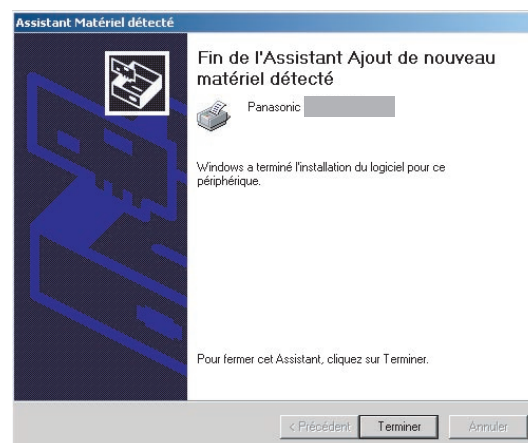 Assistant Matériel détecté
Fin de l'Assistant Ajout de nouveau
matériel détecté
Panasonic
Windows a terminé l'installation du logiciel pour ce
périphérique.
Pour fermer cet Assistant, cliquez sur Terminer.
< Précédent Terminer Annuler